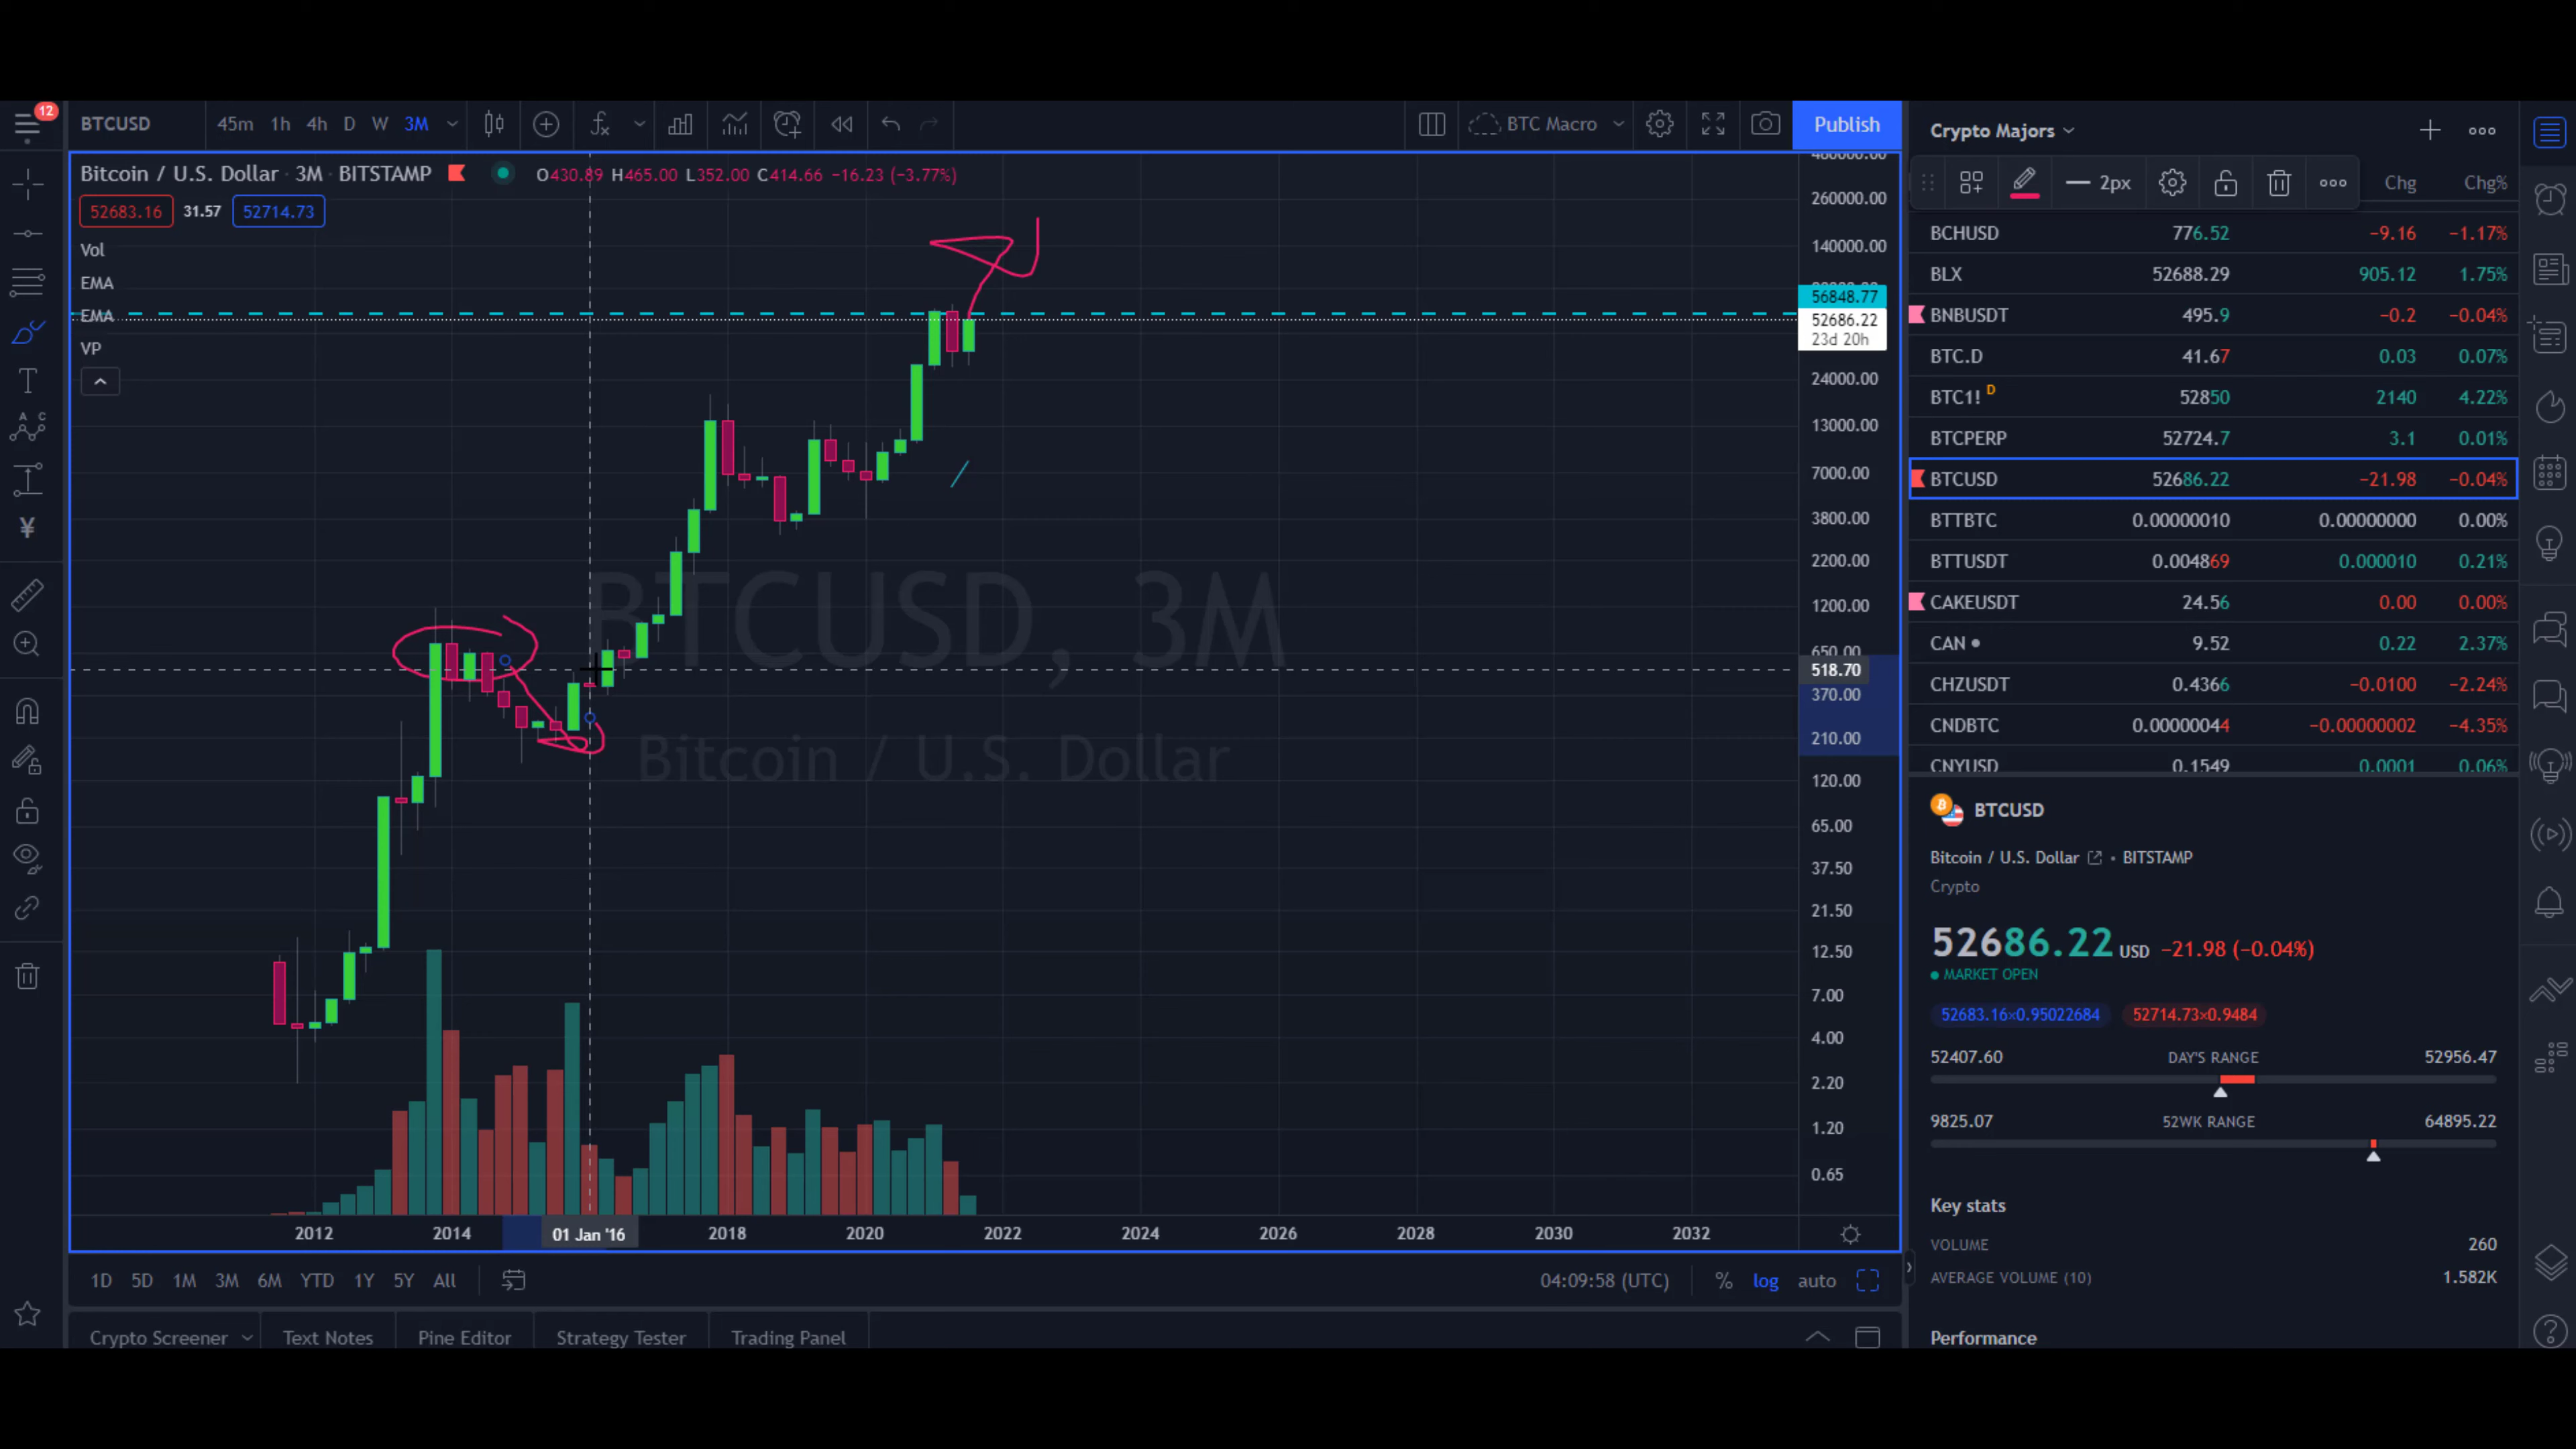 12
BTCUSD 45m 1h 4h D W 3M BTC Macro Publish
Bitcoin / U.S. Dollar · 3M · BITSTAMP O430.89 H465.00 L352.00 C414.66 −16.23 (−3.77%)
52683.16 31.57 52714.73
Vol
EMA
EMA
VP
BTCUSD, 3M
Bitcoin / U.S. Dollar
480000.00
260000.00
140000.00
56848.77
52686.22
23d 20h
24000.00
13000.00
7000.00
3800.00
2200.00
1200.00
650.00
518.70
370.00
210.00
120.00
65.00
37.50
21.50
12.50
7.00
4.00
2.20
1.20
0.65
2012 2014 01 Jan '16 2018 2020 2022 2024 2026 2028 2030 2032
1D 5D 1M 3M 6M YTD 1Y 5Y All 04:09:58 (UTC) % log auto
Crypto Screener Text Notes Pine Editor Strategy Tester Trading Panel
Crypto Majors
2px Chg Chg%
BCHUSD 776.52 −9.16 −1.17%
BLX 52688.29 905.12 1.75%
BNBUSDT 495.9 −0.2 −0.04%
BTC.D 41.67 0.03 0.07%
BTC1! D 52850 2140 4.22%
BTCPERP 52724.7 3.1 0.01%
BTCUSD 52686.22 −21.98 −0.04%
BTTBTC 0.00000010 0.00000000 0.00%
BTTUSDT 0.004869 0.000010 0.21%
CAKEUSDT 24.56 0.00 0.00%
CAN 9.52 0.22 2.37%
CHZUSDT 0.4366 −0.0100 −2.24%
CNDBTC 0.00000044 −0.00000002 −4.35%
CNYUSD 0.1549 0.0001 0.06%
BTCUSD
Bitcoin / U.S. Dollar • BITSTAMP
Crypto
52686.22 USD −21.98 (−0.04%)
MARKET OPEN
52683.16×0.95022684 52714.73×0.9484
52407.60 DAY'S RANGE 52956.47
9825.07 52WK RANGE 64895.22
Key stats
VOLUME 260
AVERAGE VOLUME (10) 1.582K
Performance